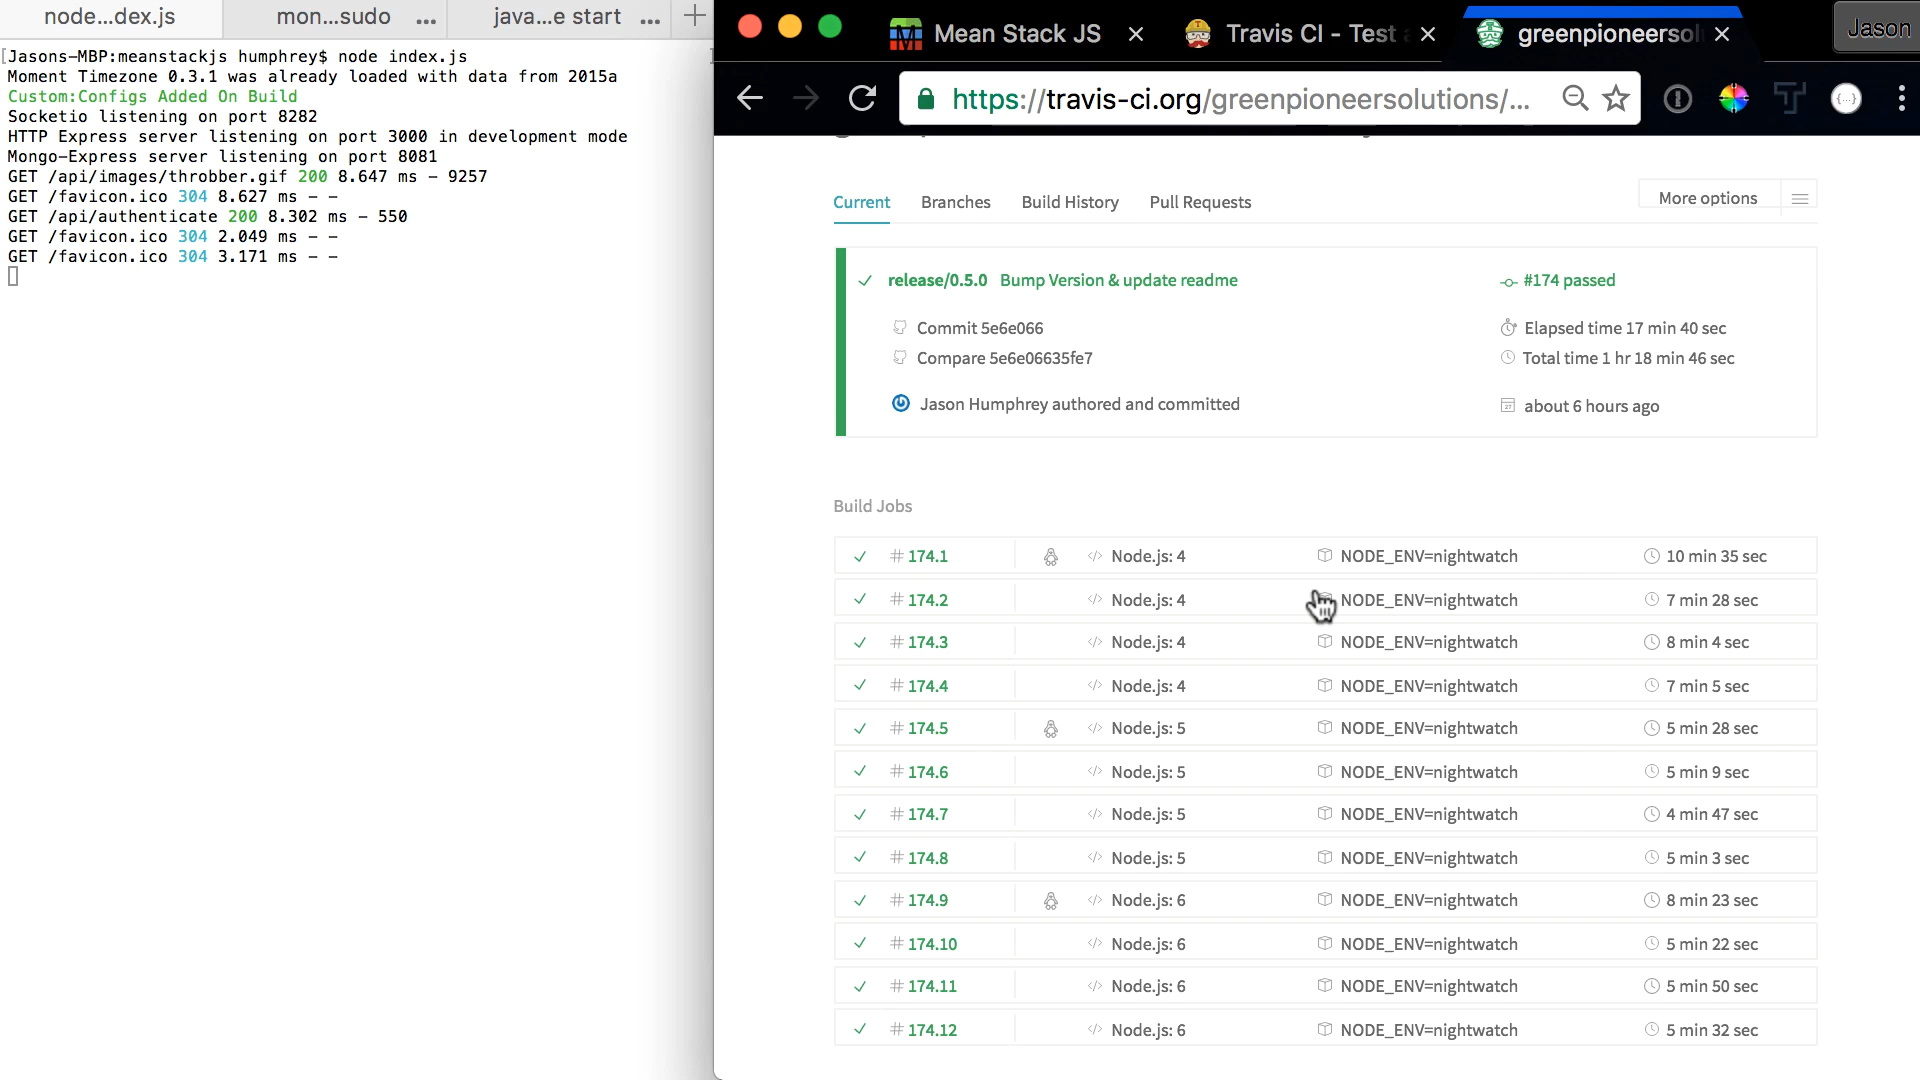 node...dex.js
mon...sudo ...
java...e start ...
[Jasons-MBP:meanstackjs humphrey$ node index.js
Moment Timezone 0.3.1 was already loaded with data from 2015a
Custom:Configs Added On Build
Socketio listening on port 8282
HTTP Express server listening on port 3000 in development mode
Mongo-Express server listening on port 8081
GET /api/images/throbber.gif 200 8.647 ms - 9257
GET /favicon.ico 304 8.627 ms - -
GET /api/authenticate 200 8.302 ms - 550
GET /favicon.ico 304 2.049 ms - -
GET /favicon.ico 304 3.171 ms - -
Mean Stack JS
Travis CI - Test
greenpioneersol
Jason
https://travis-ci.org/greenpioneersolutions/...
Current
Branches
Build History
Pull Requests
More options
release/0.5.0 Bump Version & update readme
#174 passed
Commit 5e6e066
Elapsed time 17 min 40 sec
Compare 5e6e06635fe7
Total time 1 hr 18 min 46 sec
Jason Humphrey authored and committed
about 6 hours ago
Build Jobs
# 174.1 Node.js: 4 NODE_ENV=nightwatch 10 min 35 sec
# 174.2 Node.js: 4 NODE_ENV=nightwatch 7 min 28 sec
# 174.3 Node.js: 4 NODE_ENV=nightwatch 8 min 4 sec
# 174.4 Node.js: 4 NODE_ENV=nightwatch 7 min 5 sec
# 174.5 Node.js: 5 NODE_ENV=nightwatch 5 min 28 sec
# 174.6 Node.js: 5 NODE_ENV=nightwatch 5 min 9 sec
# 174.7 Node.js: 5 NODE_ENV=nightwatch 4 min 47 sec
# 174.8 Node.js: 5 NODE_ENV=nightwatch 5 min 3 sec
# 174.9 Node.js: 6 NODE_ENV=nightwatch 8 min 23 sec
# 174.10 Node.js: 6 NODE_ENV=nightwatch 5 min 22 sec
# 174.11 Node.js: 6 NODE_ENV=nightwatch 5 min 50 sec
# 174.12 Node.js: 6 NODE_ENV=nightwatch 5 min 32 sec